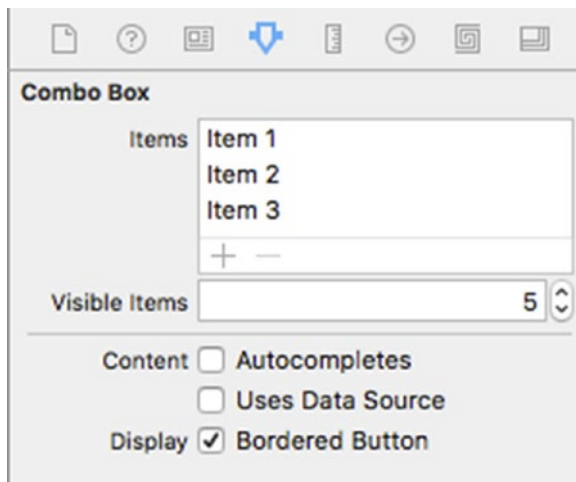 Combo Box
Items
Item 1
Item 2
Item 3
Visible Items 5
Content Autocompletes
Uses Data Source
Display Bordered Button